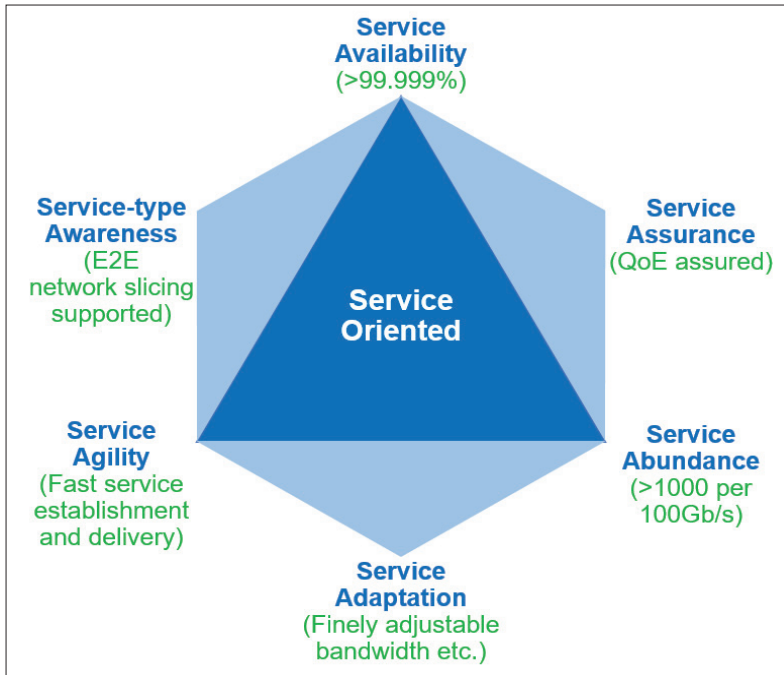 Service
Availability
(>99.999%)
Service-type
Awareness
(E2E
network slicing
supported)
Service
Assurance
(QoE assured)
Service
Oriented
Service
Agility
(Fast service
establishment
and delivery)
Service
Abundance
(>1000 per
100Gb/s)
Service
Adaptation
(Finely adjustable
bandwidth etc.)